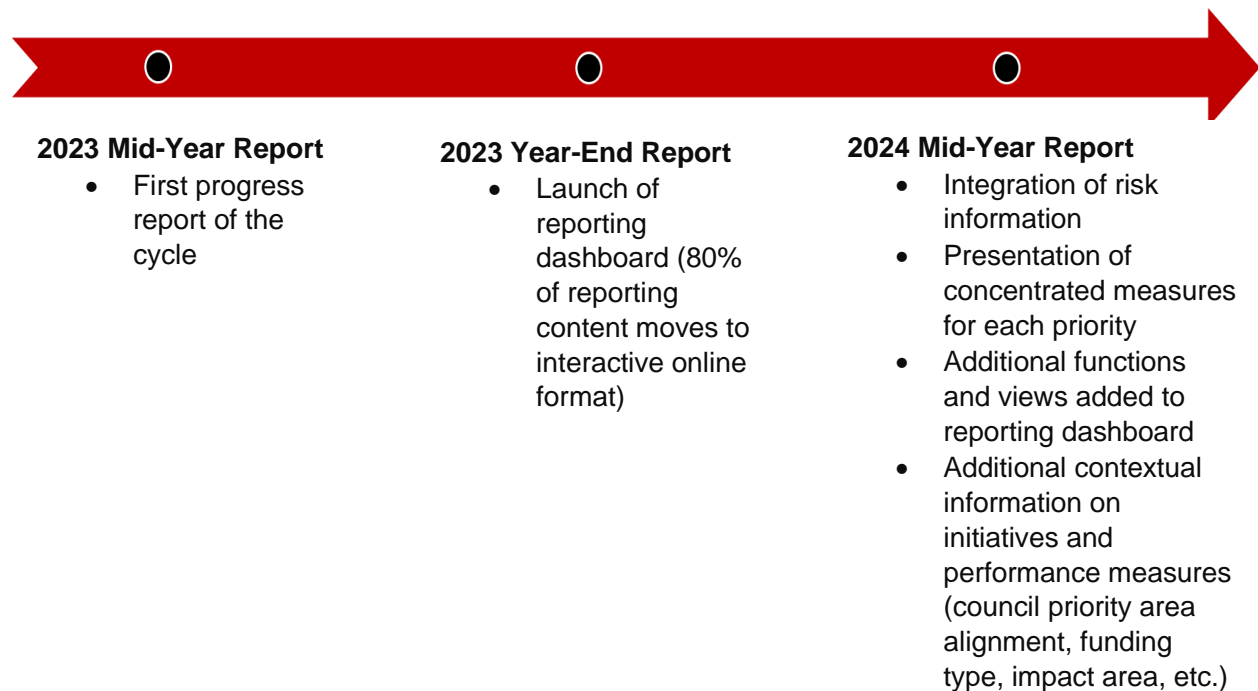 2023 Mid-Year Report
• First progress
report of the
cycle
2023 Year-End Report
• Launch of
reporting
dashboard (80%
of reporting
content moves to
interactive online
format)
2024 Mid-Year Report
• Integration of risk
information
• Presentation of
concentrated measures
for each priority
• Additional functions
and views added to
reporting dashboard
• Additional contextual
information on
initiatives and
performance measures
(council priority area
alignment, funding
type, impact area, etc.)